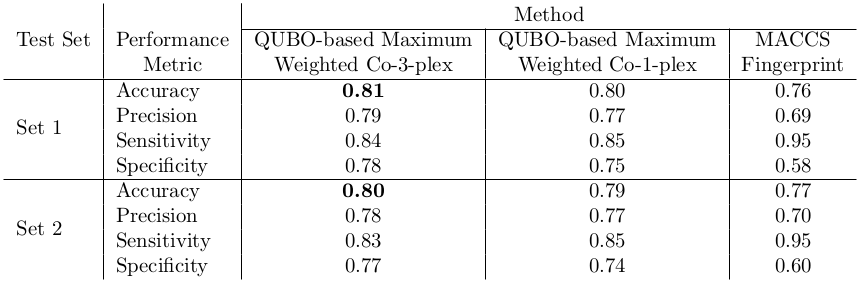 Method
Test Set Performance QUBO-based Maximum QUBO-based Maximum MACCS
Metric Weighted Co-3-plex Weighted Co-1-plex Fingerprint
Set 1
Accuracy 0.81 0.80 0.76
Precision 0.79 0.77 0.69
Sensitivity 0.84 0.85 0.95
Specificity 0.78 0.75 0.58
Set 2
Accuracy 0.80 0.79 0.77
Precision 0.78 0.77 0.70
Sensitivity 0.83 0.85 0.95
Specificity 0.77 0.74 0.60